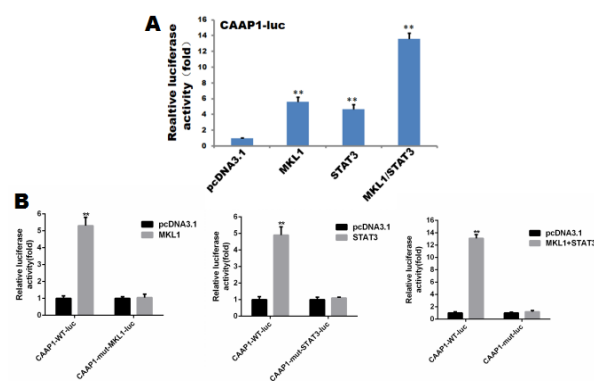 A
CAAP1-luc
Realtive luciferase
activity (fold)
16
14
12
10
8
6
4
2
0
**
**
**
pcDNA3.1
MKL1
STAT3
MKL1/STAT3
B
Relative luciferase
activity(fold)
6
5
4
3
2
1
0
**
pcDNA3.1
MKL1
CAAP1-WT-luc
CAAP1-mut-MKL1-luc
Relative luciferase
activity(fold)
6
5
4
3
2
1
0
**
pcDNA3.1
STAT3
CAAP1-WT-luc
CAAP1-mut-STAT3-luc
Relative luciferase
activity(fold)
14
12
10
8
6
4
2
0
**
pcDNA3.1
MKL1+STAT3
CAAP1-WT-luc
CAAP1-mut-luc